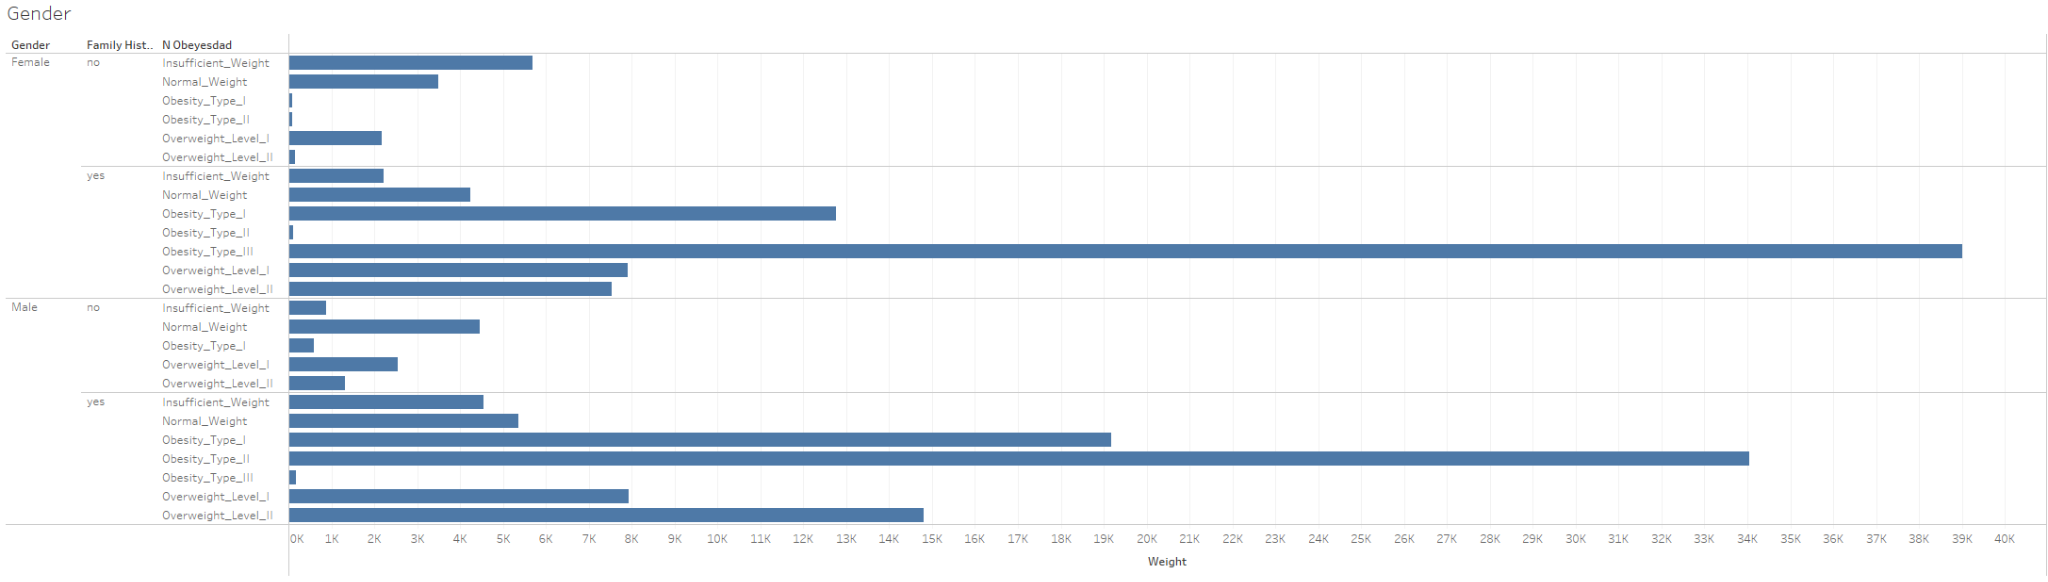 Gender
Gender Family Hist.. N Obeyesdad
Female no Insufficient_Weight
Normal_Weight
Obesity_Type_I
Obesity_Type_II
Overweight_Level_I
Overweight_Level_II
yes Insufficient_Weight
Normal_Weight
Obesity_Type_I
Obesity_Type_II
Obesity_Type_III
Overweight_Level_I
Overweight_Level_II
Male no Insufficient_Weight
Normal_Weight
Obesity_Type_I
Overweight_Level_I
Overweight_Level_II
yes Insufficient_Weight
Normal_Weight
Obesity_Type_I
Obesity_Type_II
Obesity_Type_III
Overweight_Level_I
Overweight_Level_II
0K 1K 2K 3K 4K 5K 6K 7K 8K 9K 10K 11K 12K 13K 14K 15K 16K 17K 18K 19K 20K 21K 22K 23K 24K 25K 26K 27K 28K 29K 30K 31K 32K 33K 34K 35K 36K 37K 38K 39K 40K
Weight